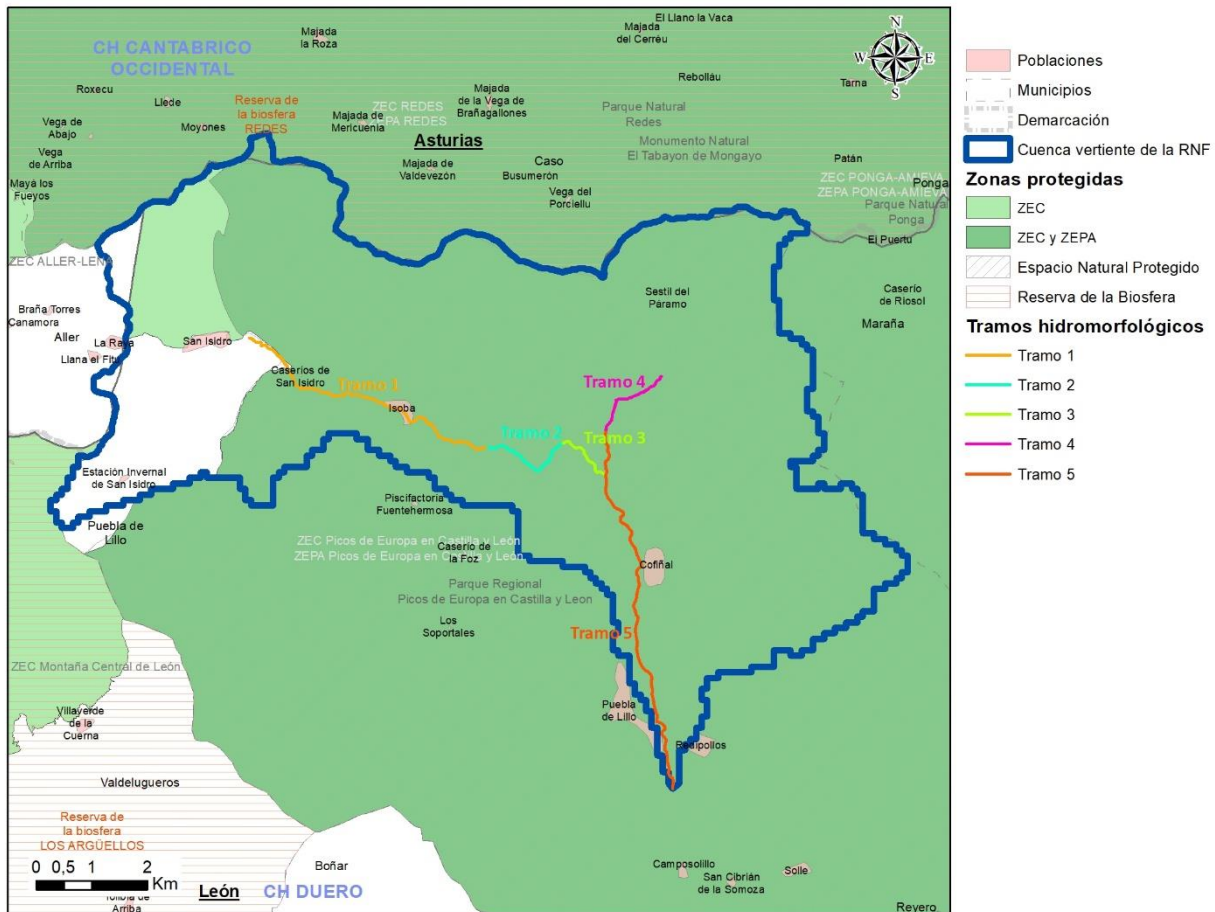 El Llano la Vaca
Majada
la Roza
Majada
del Cerréu
CH CANTABRICO
OCCIDENTAL
N
W
E
S
Roxecu
Llede
Reserva de
la biosfera
REDES
Majada
de la Vega de
Brañagallones
Rebolláu
Tarna
ZEC REDES
ZEPA REDES
Parque Natural
Redes
Vega de
Abajo
Moyones
Majada de
Mericuenia
Asturias
Monumento Natural
El Tabayon de Mongayo
Vega
de Arriba
Majada de
Valdevezón
Caso
Busumerón
Patán
Mayá los
Fueyos
Vega del
Porciellu
ZEC PONGA-AMIEVA
ZEPA PONGA-AMIEVA
Ponga
Parque Natural
Ponga
El Puertu
ZEC ALLER-LENA
Sestil del
Páramo
Caserío
de Riosol
Maraña
Braña Torres
Canamora
Aller
La Raya
Llana el Fitu
San Isidro
Caseríos de
San Isidro
Tramo 1
Tramo 4
Isoba
Tramo 2
Tramo 3
Estación Invernal
de San Isidro
Puebla de
Lillo
Piscifactoria
Fuentehermosa
ZEC Picos de Europa en Castilla y León
ZEPA Picos de Europa en Castilla y León
Caserío de
la Foz
Cofiñal
Parque Regional
Picos de Europa en Castilla y Leon
Los
Soportales
Tramo 5
ZEC Montaña Central de León
Puebla
de Lillo
Redipollos
Villaverde
de la
Cuerna
Valdelugueros
Reserva de
la biosfera
LOS ARGÜELLOS
0 0,5 1 2
Km
Boñar
Camposolillo
San Cibrián
de la Somoza
Solle
León
CH DUERO
Arriba
Revero
Poblaciones
Municipios
Demarcación
Cuenca vertiente de la RNF
Zonas protegidas
ZEC
ZEC y ZEPA
Espacio Natural Protegido
Reserva de la Biosfera
Tramos hidromorfológicos
Tramo 1
Tramo 2
Tramo 3
Tramo 4
Tramo 5